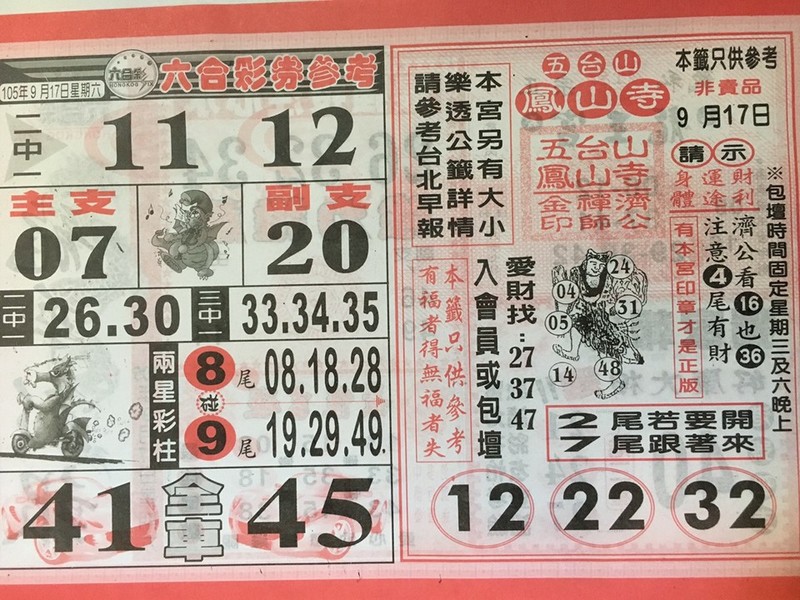 105年9月17日星期六
六合彩
HONGKONG
六合彩券參考
二中一
11 12
主支
07
副支
20
二中一
26.30
三中一
33.34.35
兩星彩柱
8尾
碰
9尾
08.18.28
19.29.49
41
全車
45
五台山
鳳山寺
本籤只供參考
非賣品
9月17日
本宮另有大小
樂透公籤詳情
請參考台北早報
五台山
鳳山寺
金禪濟
印師公
請示
財利
運途
身體
有本宮印章才是正版
濟公看16也36
注意4尾有財
※包壇時間固定星期三及六晚上
愛財找:27 37 47
入會員或包壇
本籤只供參考
有福者得無福者失
24
04
31
05
14
48
2尾若要開
7尾跟著來
12 22 32